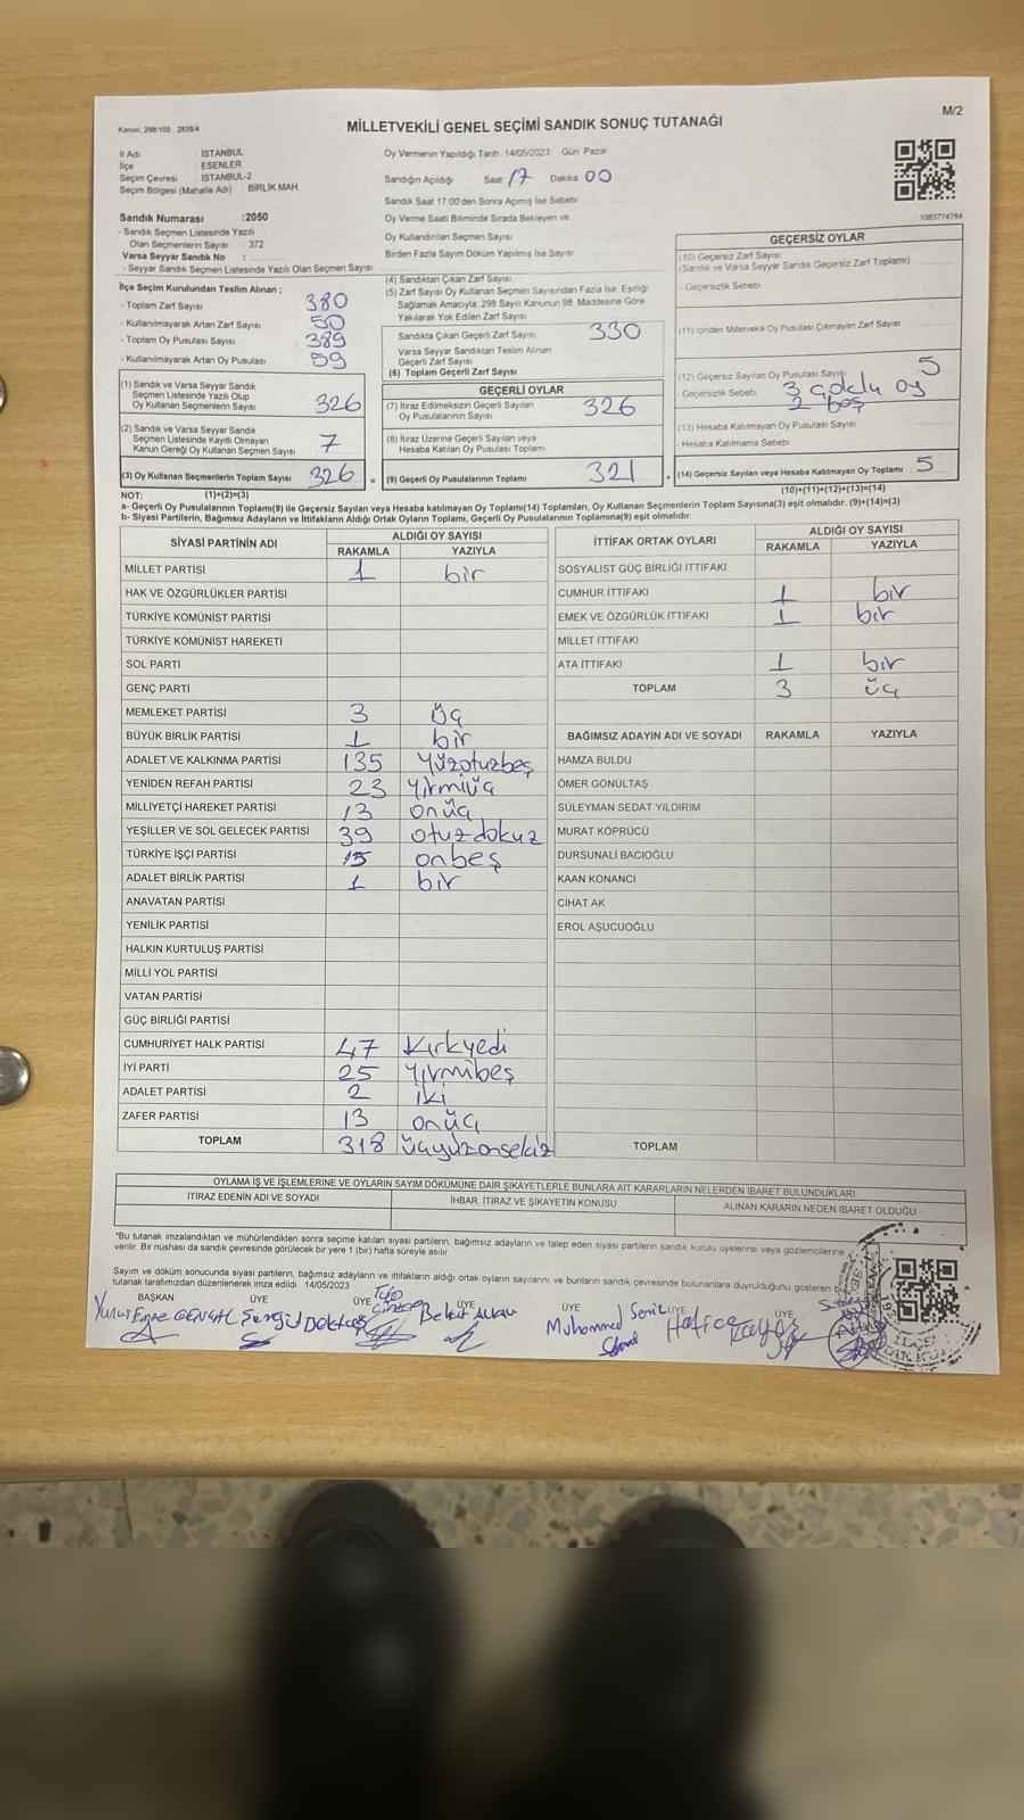 M/2
Kanun: 298/105 2839/4
MİLLETVEKİLİ GENEL SEÇİMİ SANDIK SONUÇ TUTANAĞI
İl Adı İSTANBUL
İlçe ESENLER
Seçim Çevresi İSTANBUL-2
Seçim Bölgesi (Mahalle Adı) BİRLİK MAH.
Sandık Numarası :2050
- Sandık Seçmen Listesinde Yazılı
Olan Seçmenlerin Sayısı 372
Varsa Seyyar Sandık No :
- Seyyar Sandık Seçmen Listesinde Yazılı Olan Seçmen Sayısı
İlçe Seçim Kurulundan Teslim Alınan ;
- Toplam Zarf Sayısı 380
- Kullanılmayarak Artan Zarf Sayısı 50
- Toplam Oy Pusulası Sayısı 389
- Kullanılmayarak Artan Oy Pusulası 59
(1) Sandık ve Varsa Seyyar Sandık
Seçmen Listesinde Yazılı Olup
Oy Kullanan Seçmenlerin Sayısı 326
(2) Sandık ve Varsa Seyyar Sandık
Seçmen Listesinde Kayıtlı Olmayan
Kanun Gereği Oy Kullanan Seçmen Sayısı 7
(3) Oy Kullanan Seçmenlerin Toplam Sayısı 326
Oy Vermenin Yapıldığı Tarih :14/05/2023 Gün Pazar
Sandığın Açıldığı Saat 17 Dakika 00
Sandık Saat 17:00'den Sonra Açılmış İse Sebebi
Oy Verme Saati Bitiminde Sırada Bekleyen ve
Oy Kullandırılan Seçmen Sayısı
Birden Fazla Sayım Döküm Yapılmış İse Sayısı
(4) Sandıktan Çıkan Zarf Sayısı
(5) Zarf Sayısı Oy Kullanan Seçmen Sayısından Fazla İse, Eşitliği
Sağlamak Amacıyla; 298 Sayılı Kanunun 98. Maddesine Göre
Yakılarak Yok Edilen Zarf Sayısı
Sandıkta Çıkan Geçerli Zarf Sayısı 330
Varsa Seyyar Sandıktan Teslim Alınan
Geçerli Zarf Sayısı
(6) Toplam Geçerli Zarf Sayısı
GEÇERLİ OYLAR
(7) İtiraz Edilmeksizin Geçerli Sayılan
Oy Pusulalarının Sayısı 326
(8) İtiraz Üzerine Geçerli Sayılan veya
Hesaba Katılan Oy Pusulası Toplamı
= (9) Geçerli Oy Pusulalarının Toplamı 321
1083774784
GEÇERSİZ OYLAR
(10) Geçersiz Zarf Sayısı
(Sandık ve Varsa Seyyar Sandık Geçersiz Zarf Toplamı)
- Geçersizlik Sebebi
(11) İçinden Milletvekili Oy Pusulası Çıkmayan Zarf Sayısı
(12) Geçersiz Sayılan Oy Pusulası Sayısı 5
Geçersizlik Sebebi 3 çoklu oy
2 boş
(13) Hesaba Katılmayan Oy Pusulası Sayısı
- Hesaba Katılmama Sebebi
+ (14) Geçersiz Sayılan veya Hesaba Katılmayan Oy Toplamı 5
NOT: (1)+(2)=(3) (10)+(11)+(12)+(13)=(14)
a- Geçerli Oy Pusulalarının Toplamı(9) ile Geçersiz Sayılan veya Hesaba katılmayan Oy Toplamı(14) Toplamları, Oy Kullanan Seçmenlerin Toplam Sayısına(3) eşit olmalıdır. (9)+(14)=(3)
b- Siyasi Partilerin, Bağımsız Adayların ve İttifakların Aldığı Ortak Oyların Toplamı, Geçerli Oy Pusulalarının Toplamına(9) eşit olmalıdır.
SİYASİ PARTİNİN ADI ALDIĞI OY SAYISI
RAKAMLA YAZIYLA
MİLLET PARTİSİ 1 bir
HAK VE ÖZGÜRLÜKLER PARTİSİ
TÜRKİYE KOMÜNİST PARTİSİ
TÜRKİYE KOMÜNİST HAREKETİ
SOL PARTİ
GENÇ PARTİ
MEMLEKET PARTİSİ 3 üç
BÜYÜK BİRLİK PARTİSİ 1 bir
ADALET VE KALKINMA PARTİSİ 135 yüzotuzbeş
YENİDEN REFAH PARTİSİ 23 yirmiüç
MİLLİYETÇİ HAREKET PARTİSİ 13 onüç
YEŞİLLER VE SOL GELECEK PARTİSİ 39 otuzdokuz
TÜRKİYE İŞÇİ PARTİSİ 15 onbeş
ADALET BİRLİK PARTİSİ 1 bir
ANAVATAN PARTİSİ
YENİLİK PARTİSİ
HALKIN KURTULUŞ PARTİSİ
MİLLİ YOL PARTİSİ
VATAN PARTİSİ
GÜÇ BİRLİĞİ PARTİSİ
CUMHURİYET HALK PARTİSİ 47 kırkyedi
İYİ PARTİ 25 yirmibeş
ADALET PARTİSİ 2 iki
ZAFER PARTİSİ 13 onüç
TOPLAM 318 üçyüzonsekiz
İTTİFAK ORTAK OYLARI ALDIĞI OY SAYISI
RAKAMLA YAZIYLA
SOSYALİST GÜÇ BİRLİĞİ İTTİFAKI
CUMHUR İTTİFAKI 1 bir
EMEK VE ÖZGÜRLÜK İTTİFAKI 1 bir
MİLLET İTTİFAKI
ATA İTTİFAKI 1 bir
TOPLAM 3 üç
BAĞIMSIZ ADAYIN ADI VE SOYADI RAKAMLA YAZIYLA
HAMZA BULDU
ÖMER GÖNÜLTAŞ
SÜLEYMAN SEDAT YILDIRIM
MURAT KÖPRÜCÜ
DURSUNALİ BACIOĞLU
KAAN KONANCI
CİHAT AK
EROL AŞUCUOĞLU
TOPLAM
OYLAMA İŞ VE İŞLEMLERİNE VE OYLARIN SAYIM DÖKÜMÜNE DAİR ŞİKAYETLERLE BUNLARA AİT KARARLARIN NELERDEN İBARET BULUNDUKLARI
İTİRAZ EDENİN ADI VE SOYADI İHBAR, İTİRAZ VE ŞİKAYETİN KONUSU ALINAN KARARIN NEDEN İBARET OLDUĞU
"Bu tutanak imzalandıktan ve mühürlendikten sonra seçime katılan siyasi partilerin, bağımsız adayların ve talep eden siyasi partilerin sandık kurulu üyelerine veya gözlemcilerine
verilir. Bir nüshası da sandık çevresinde görülecek bir yere 1 (bir) hafta süreyle asılır.
Sayım ve döküm sonucunda siyasi partilerin, bağımsız adayların ve ittifakların aldığı ortak oyların sayılarını ve bunların sandık çevresinde bulunanlara duyrulduğunu gösteren
tutanak tarafımızdan düzenlenerek imza edildi. 14/05/2023
BAŞKAN ÜYE ÜYE ÜYE ÜYE ÜYE ÜYE
Yunus Emre Muhammed Hatice